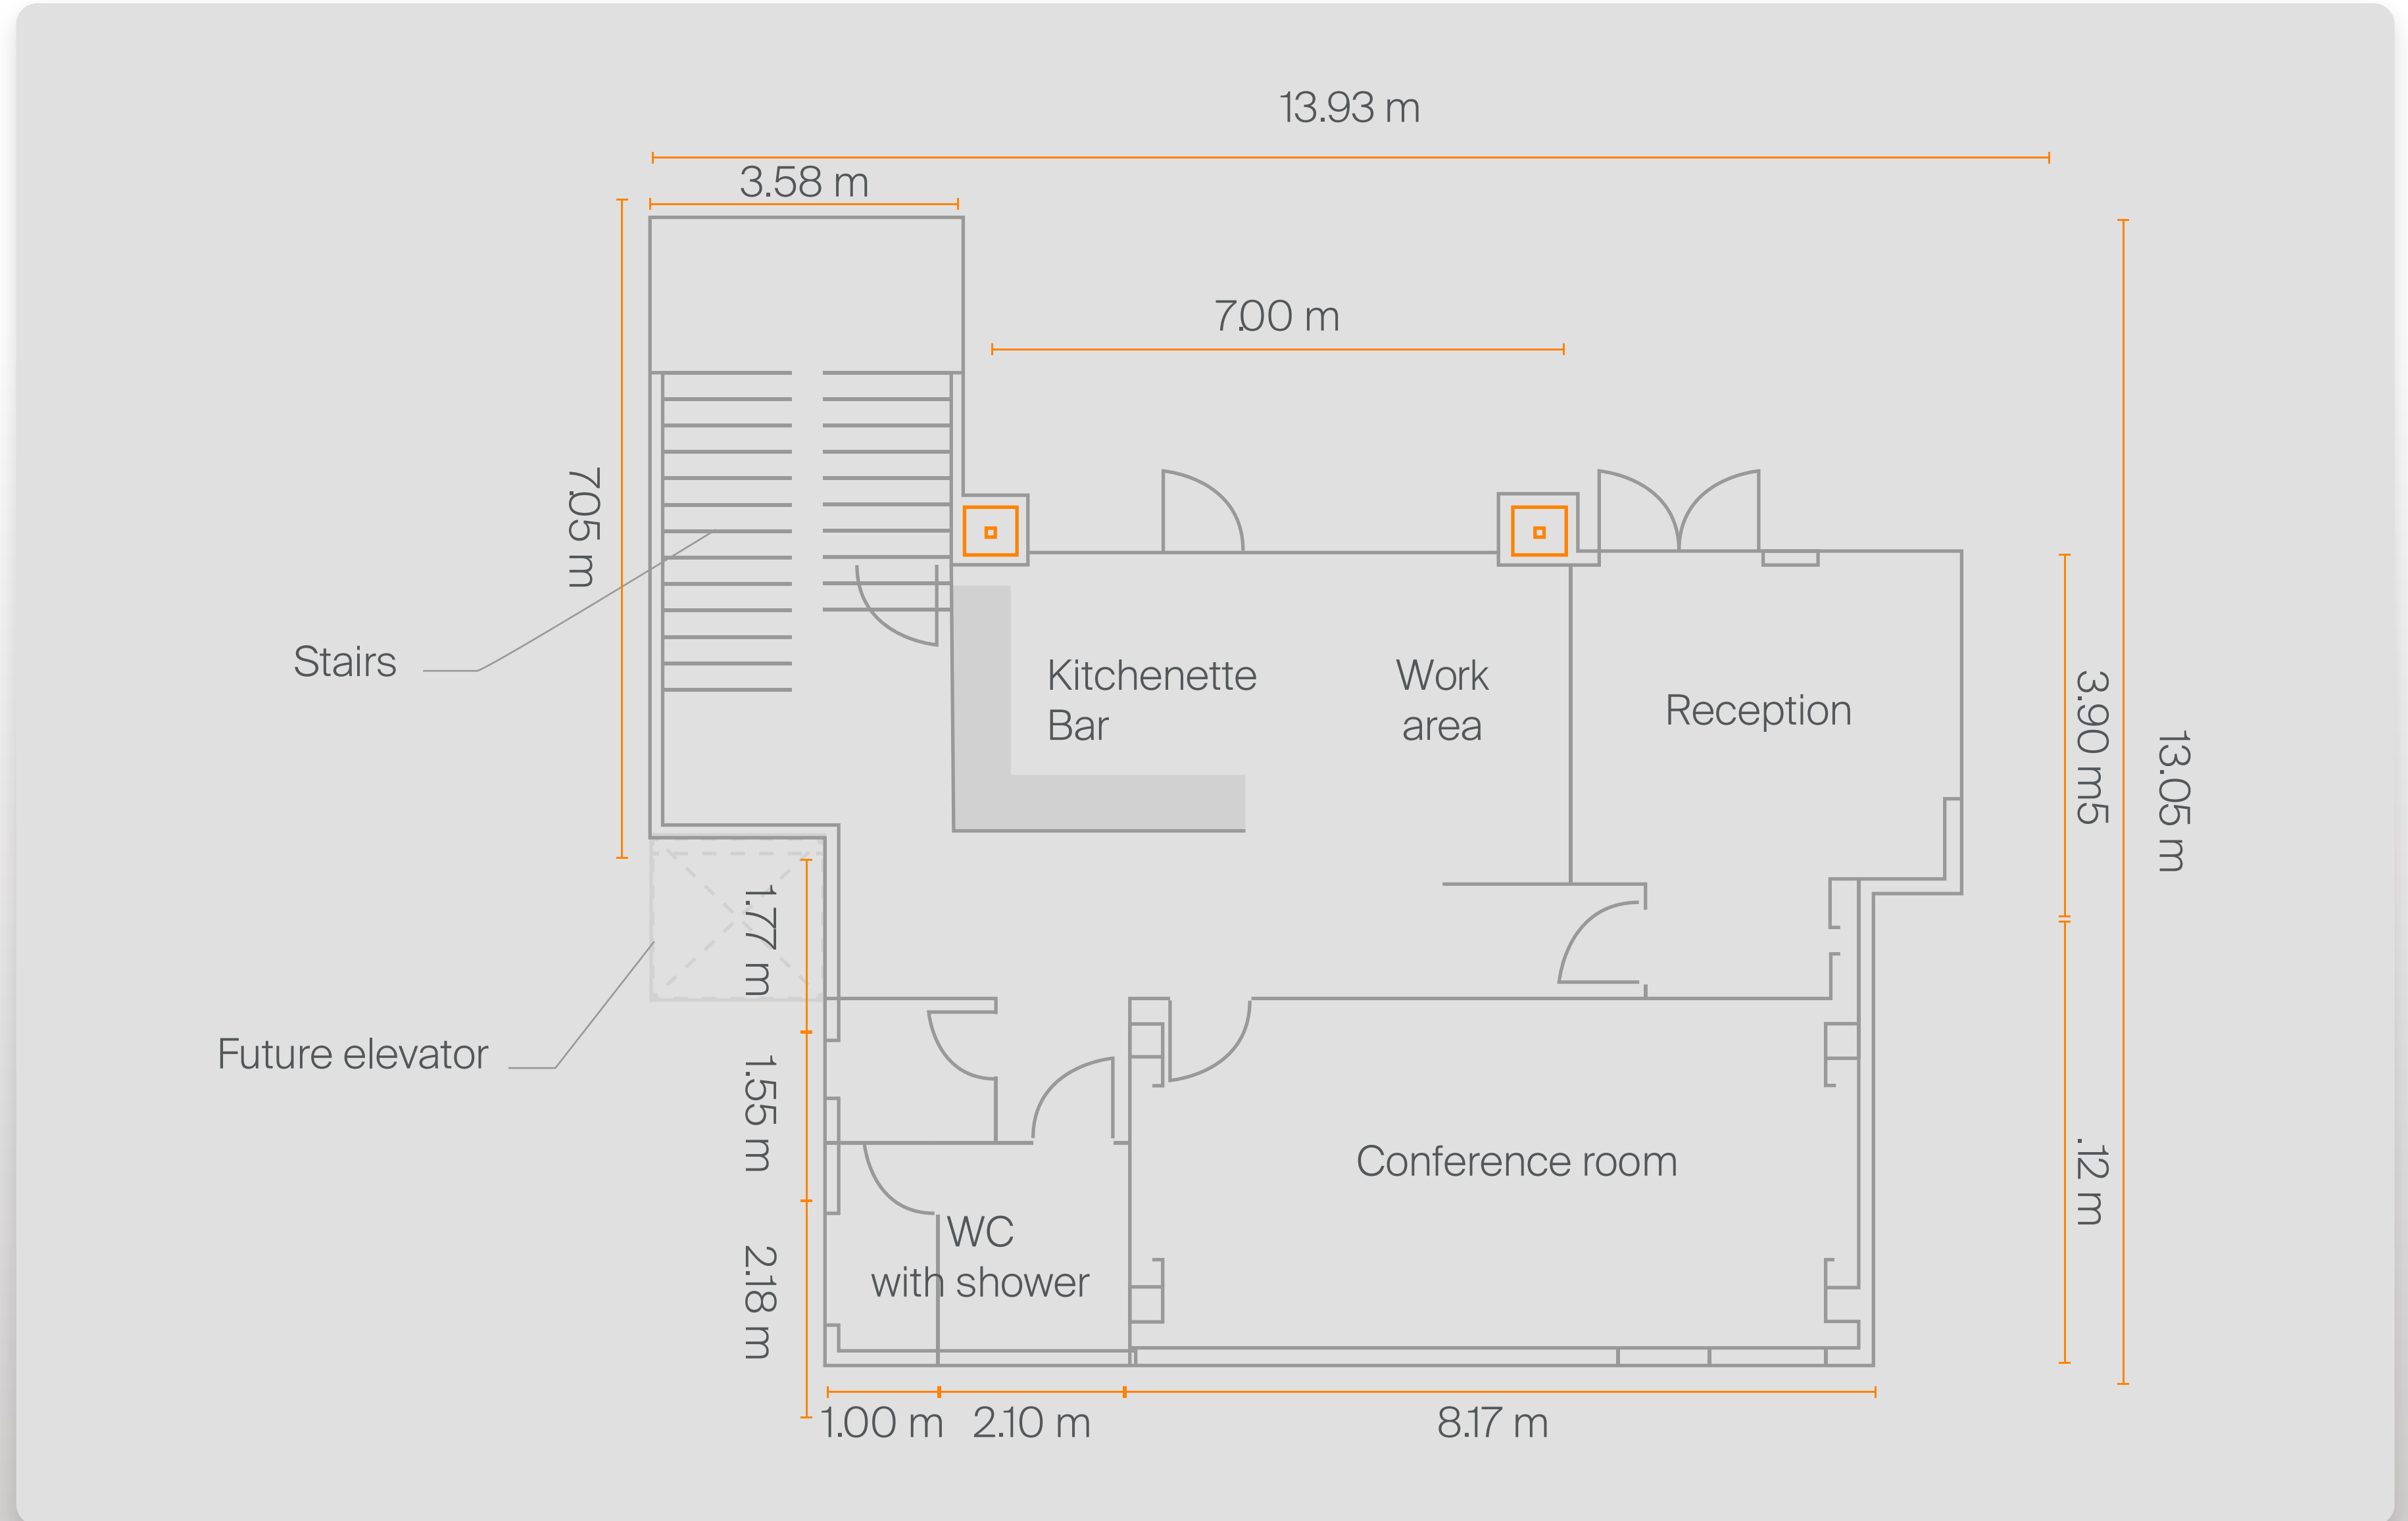 13.93 m
3.58 m
7.00 m
7.05 m
Stairs
Kitchenette
Bar
Work
area
Reception
3.90 m5
13.05 m
1.77 m
Future elevator
1.55 m
.12 m
Conference room
WC
with shower
2.18 m
1.00 m
2.10 m
8.17 m